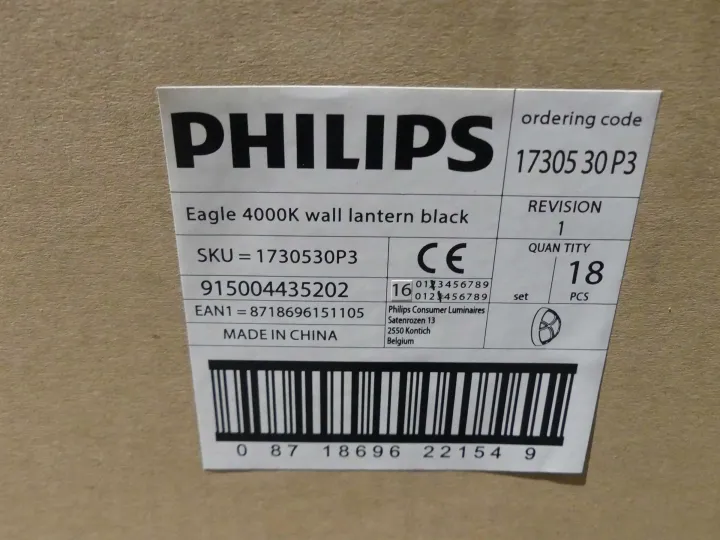 PHILIPS
ordering code
17305 30 P3
Eagle 4000K wall lantern black
REVISION
1
SKU = 1730530P3
CE
QUAN TITY
18
PCS
set
915004435202
16
0123456789
0123456789
EAN1 = 8718696151105
Philips Consumer Luminaires
Satenrozen 13
2550 Kontich
Belgium
MADE IN CHINA
0 87 18696 22154 9